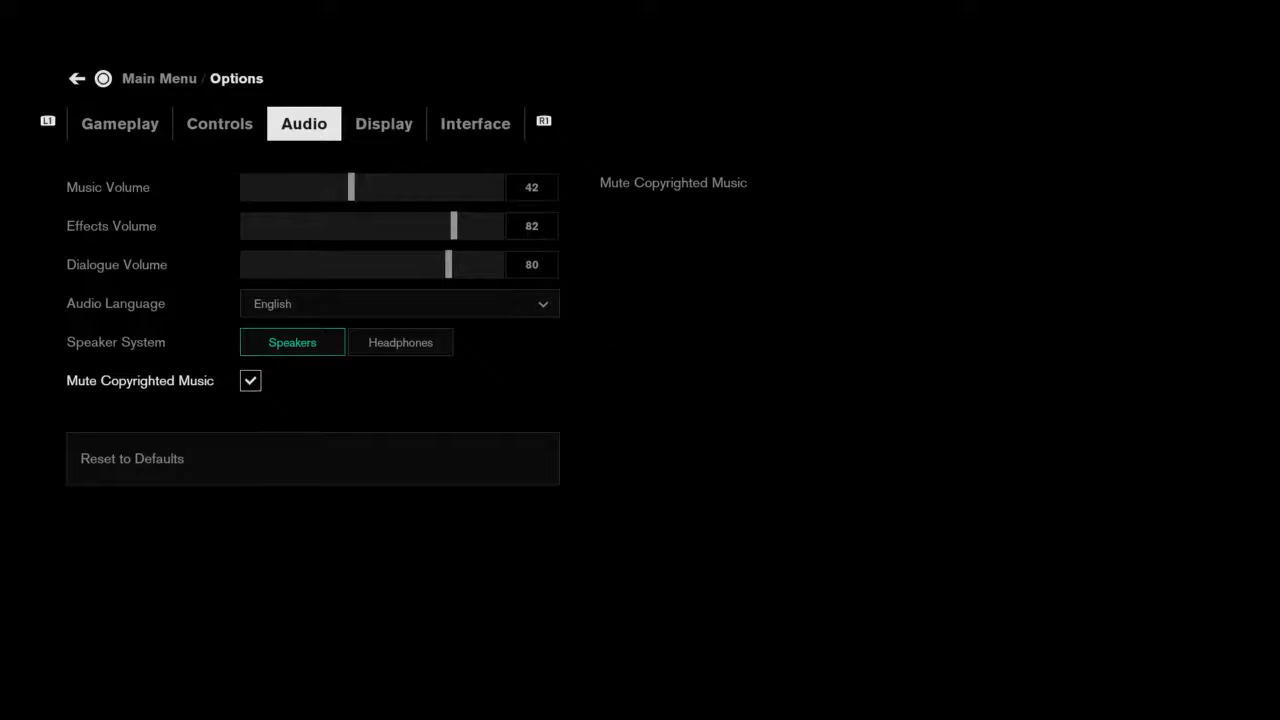 Main Menu / Options
L1 Gameplay Controls Audio Display Interface R1
Music Volume 42
Effects Volume 82
Dialogue Volume 80
Audio Language English
Speaker System Speakers Headphones
Mute Copyrighted Music
Reset to Defaults
Mute Copyrighted Music